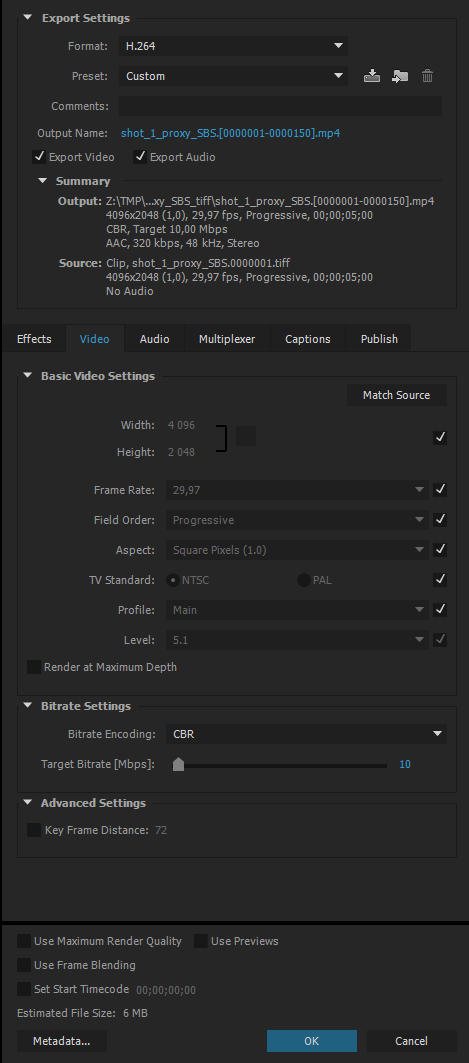 Export Settings
Format: H.264
Preset: Custom
Comments:
Output Name: shot_1_proxy_SBS.[0000001-0000150].mp4
Export Video Export Audio
Summary
Output: Z:\TMP\...xy_SBS_tiff\shot_1_proxy_SBS.[0000001-0000150].mp4
4096x2048 (1,0), 29,97 fps, Progressive, 00;00;05;00
CBR, Target 10,00 Mbps
AAC, 320 kbps, 48 kHz, Stereo
Source: Clip, shot_1_proxy_SBS.0000001.tiff
4096x2048 (1,0), 29,97 fps, Progressive, 00;00;05;00
No Audio
Effects Video Audio Multiplexer Captions Publish
Basic Video Settings
Match Source
Width: 4 096
Height: 2 048
Frame Rate: 29,97
Field Order: Progressive
Aspect: Square Pixels (1.0)
TV Standard: NTSC PAL
Profile: Main
Level: 5.1
Render at Maximum Depth
Bitrate Settings
Bitrate Encoding: CBR
Target Bitrate [Mbps]: 10
Advanced Settings
Key Frame Distance: 72
Use Maximum Render Quality Use Previews
Use Frame Blending
Set Start Timecode 00;00;00;00
Estimated File Size: 6 MB
Metadata... OK Cancel